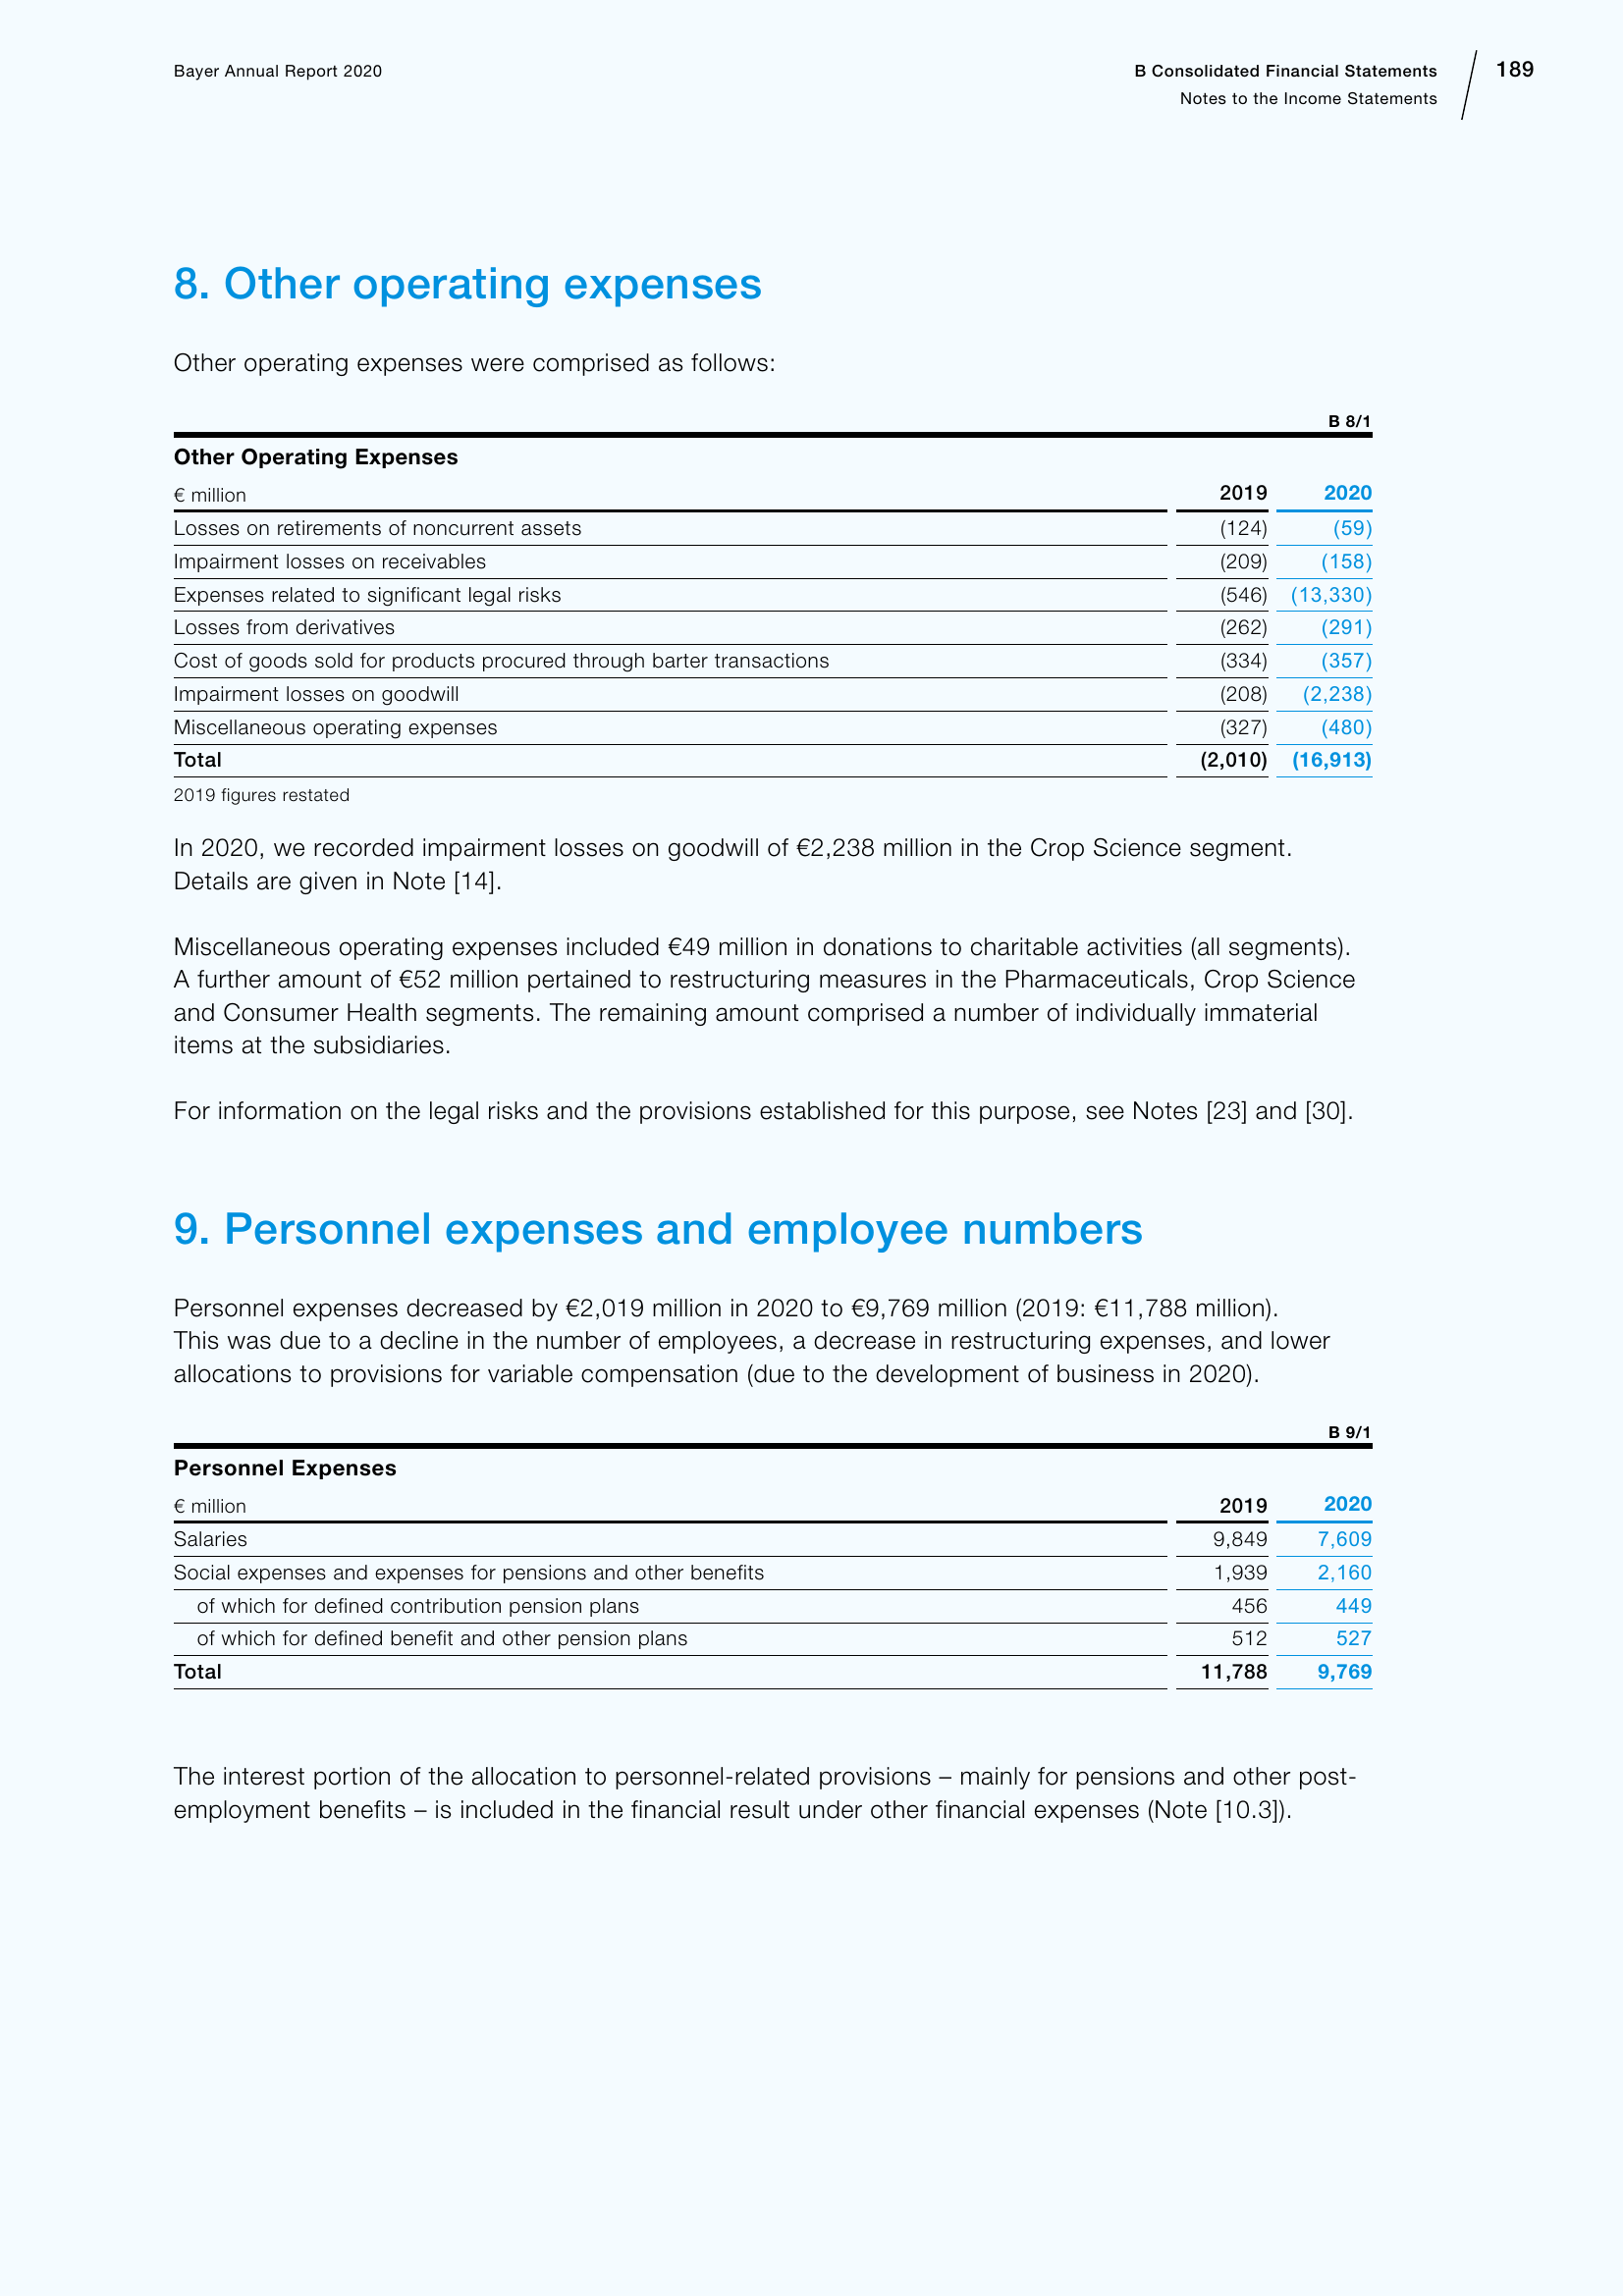 Bayer Annual Report 2020
B Consolidated Financial Statements
Notes to the Income Statements
189
8. Other operating expenses
Other operating expenses were comprised as follows:
B 8/1
Other Operating Expenses
€ million 2019 2020
Losses on retirements of noncurrent assets (124) (59)
Impairment losses on receivables (209) (158)
Expenses related to significant legal risks (546) (13,330)
Losses from derivatives (262) (291)
Cost of goods sold for products procured through barter transactions (334) (357)
Impairment losses on goodwill (208) (2,238)
Miscellaneous operating expenses (327) (480)
Total (2,010) (16,913)
2019 figures restated
In 2020, we recorded impairment losses on goodwill of €2,238 million in the Crop Science segment.
Details are given in Note [14].
Miscellaneous operating expenses included €49 million in donations to charitable activities (all segments).
A further amount of €52 million pertained to restructuring measures in the Pharmaceuticals, Crop Science
and Consumer Health segments. The remaining amount comprised a number of individually immaterial
items at the subsidiaries.
For information on the legal risks and the provisions established for this purpose, see Notes [23] and [30].
9. Personnel expenses and employee numbers
Personnel expenses decreased by €2,019 million in 2020 to €9,769 million (2019: €11,788 million).
This was due to a decline in the number of employees, a decrease in restructuring expenses, and lower
allocations to provisions for variable compensation (due to the development of business in 2020).
B 9/1
Personnel Expenses
€ million 2019 2020
Salaries 9,849 7,609
Social expenses and expenses for pensions and other benefits 1,939 2,160
of which for defined contribution pension plans 456 449
of which for defined benefit and other pension plans 512 527
Total 11,788 9,769
The interest portion of the allocation to personnel-related provisions – mainly for pensions and other post-
employment benefits – is included in the financial result under other financial expenses (Note [10.3]).